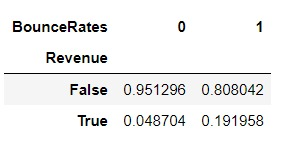 BounceRates 0 1
Revenue
False 0.951296 0.808042
True 0.048704 0.191958